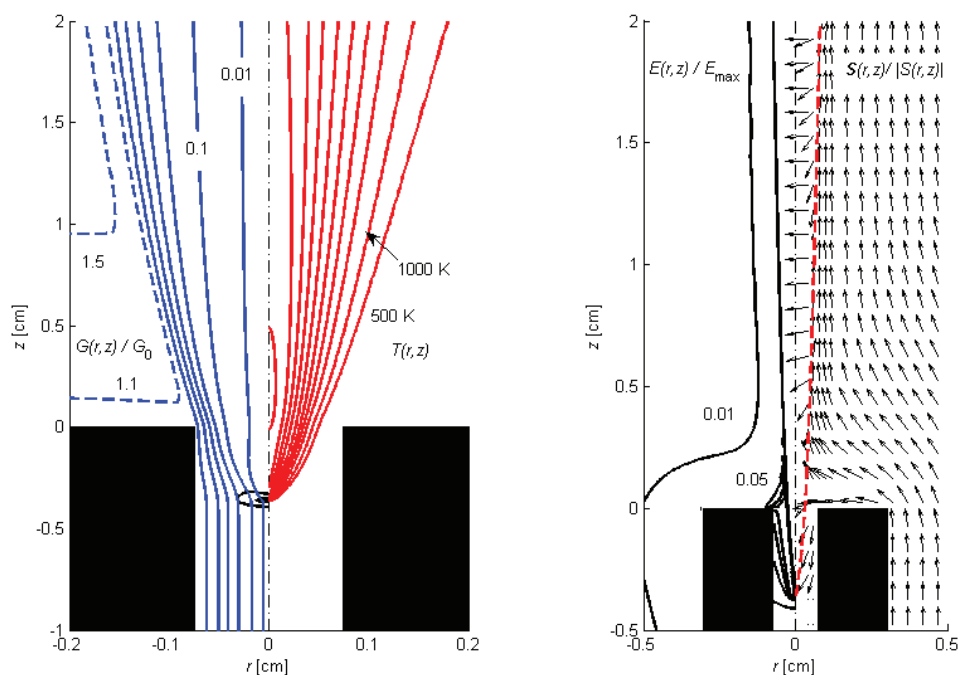 2
1.5
1
0.5
0
-0.5
-1
z [cm]
-0.2
-0.1
0
0.1
0.2
r [cm]
0.01
0.1
1.5
G(r,z) / G0
1.1
1000 K
500 K
T(r,z)
2
1.5
1
0.5
0
-0.5
z [cm]
-0.5
0
0.5
r [cm]
E(r,z) / Emax
S(r,z)/ |S(r,z)|
0.01
0.05